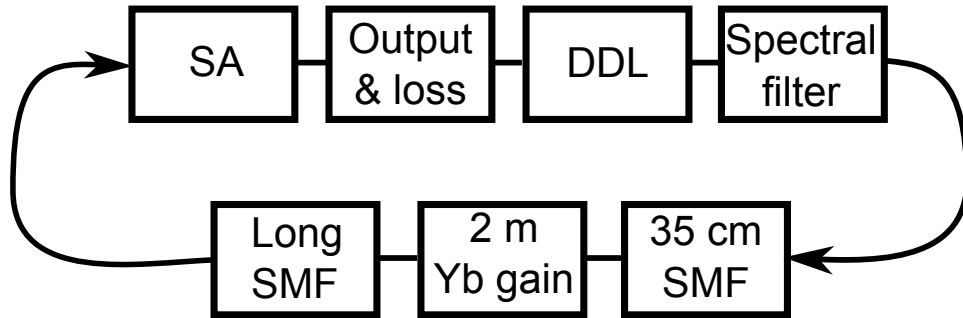 SA
Output
& loss
DDL
Spectral
filter
Long
SMF
2 m
Yb gain
35 cm
SMF